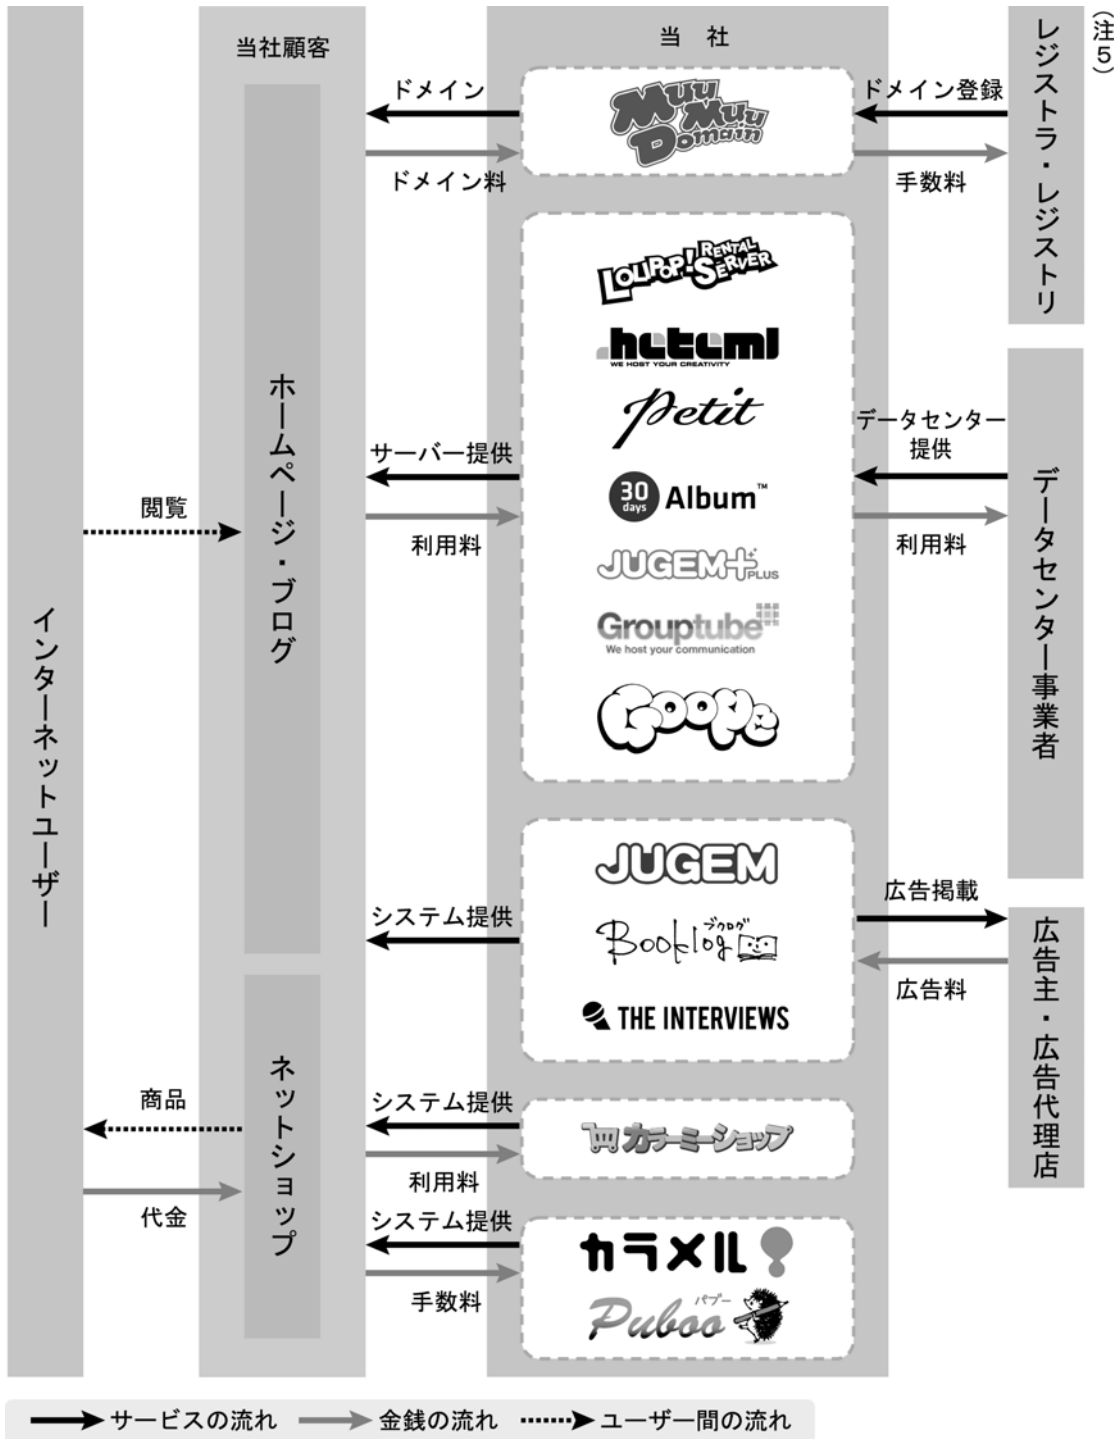 当社顧客
当 社
(注5)
レジストラ・レジストリ
ドメイン
ドメイン料
MUU MUU DOMAIN
ドメイン登録
手数料
LOLIPOP! RENTAL SERVER
.heteml
WE HOST YOUR CREATIVITY
petit
30 days Album™
JUGEM PLUS
Grouptube
We host your communication
Goope
ホームページ・ブログ
サーバー提供
利用料
データセンター
提供
利用料
データセンター事業者
閲覧
インターネットユーザー
JUGEM
ブクログ
Booklog
THE INTERVIEWS
システム提供
広告掲載
広告料
広告主・広告代理店
ネットショップ
商品
代金
システム提供
利用料
カラーミーショップ
システム提供
手数料
カラメル
パブー
Puboo
サービスの流れ 金銭の流れ ユーザー間の流れ